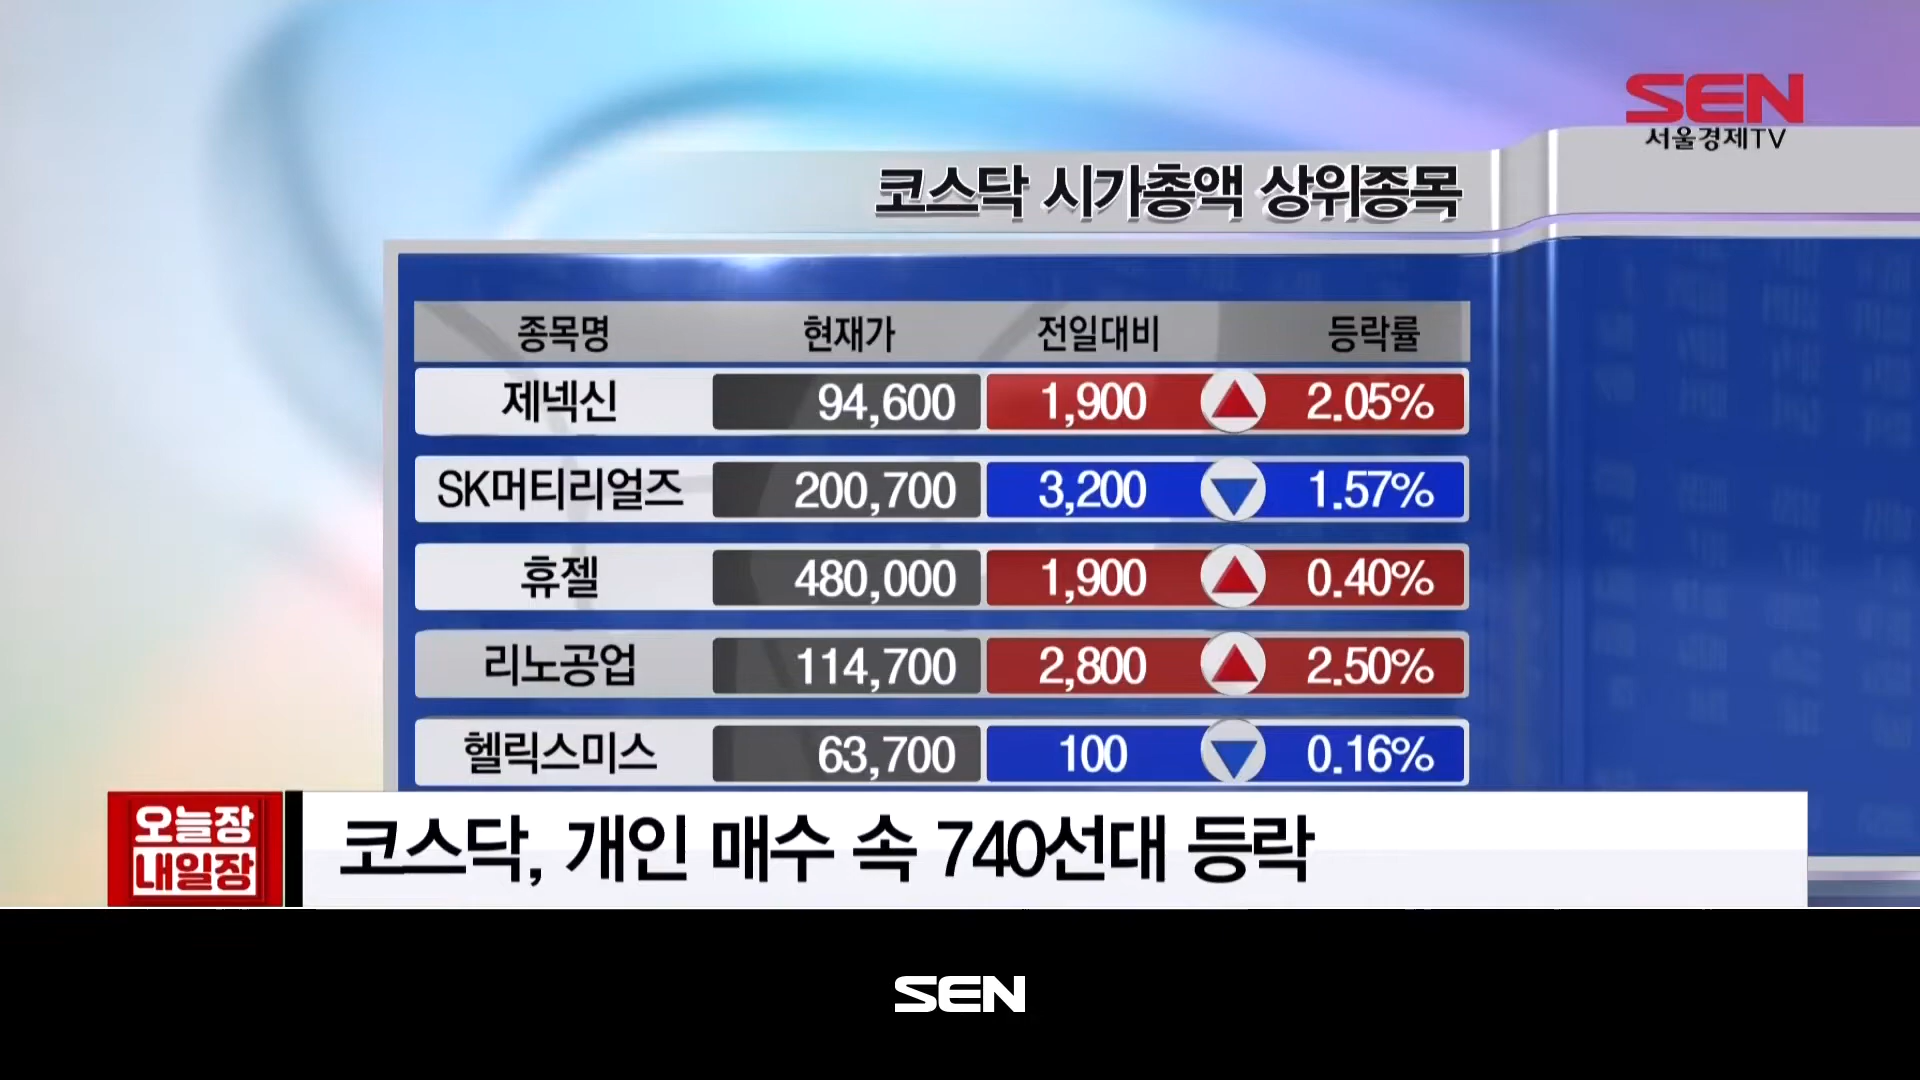 SEN
서울경제TV
코스닥 시가총액 상위종목
종목명 현재가 전일대비 등락률
제넥신 94,600 1,900 ▲ 2.05%
SK머티리얼즈 200,700 3,200 ▼ 1.57%
휴젤 480,000 1,900 ▲ 0.40%
리노공업 114,700 2,800 ▲ 2.50%
헬릭스미스 63,700 100 ▼ 0.16%
오늘장
내일장
코스닥, 개인 매수 속 740선대 등락
SEN